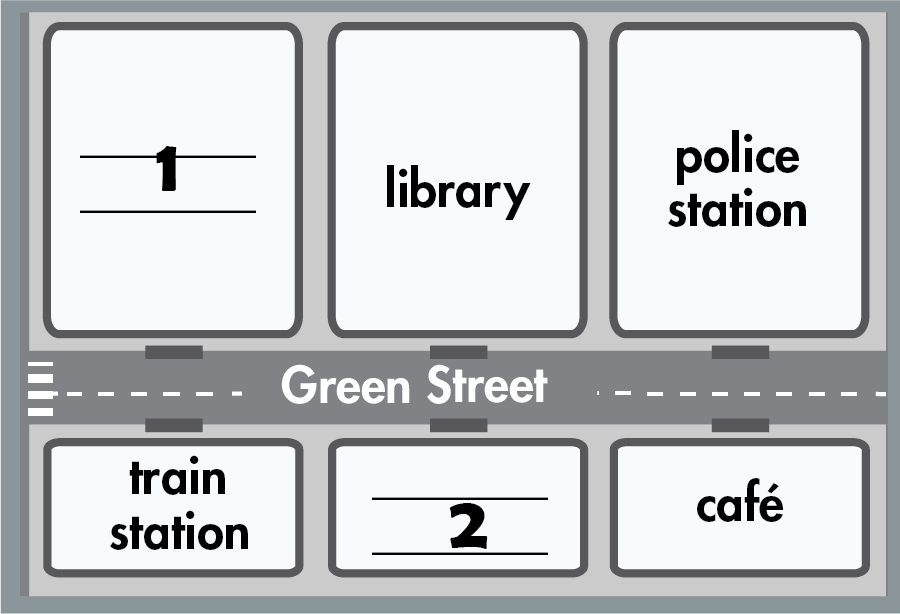 1
library
police
station
Green Street
train
station
2
café